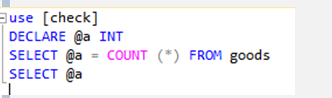 use [check]
DECLARE @a INT
SELECT @a = COUNT (*) FROM goods
SELECT @a